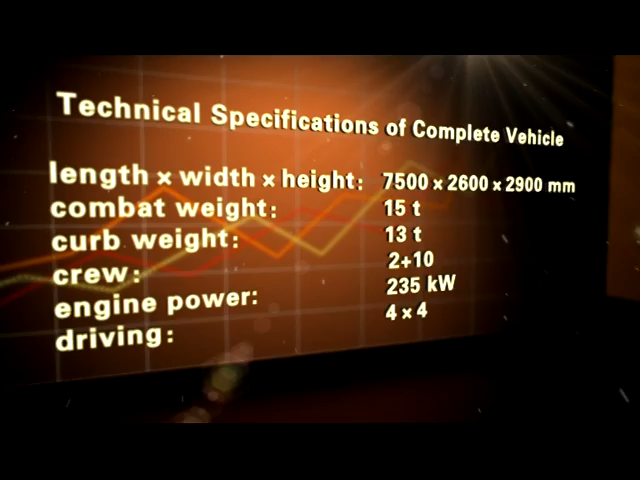 Technical Specifications of Complete Vehicle
length × width × height: 7500 × 2600 × 2900 mm
combat weight: 15 t
curb weight: 13 t
crew: 2+10
engine power: 235 kW
driving: 4 × 4